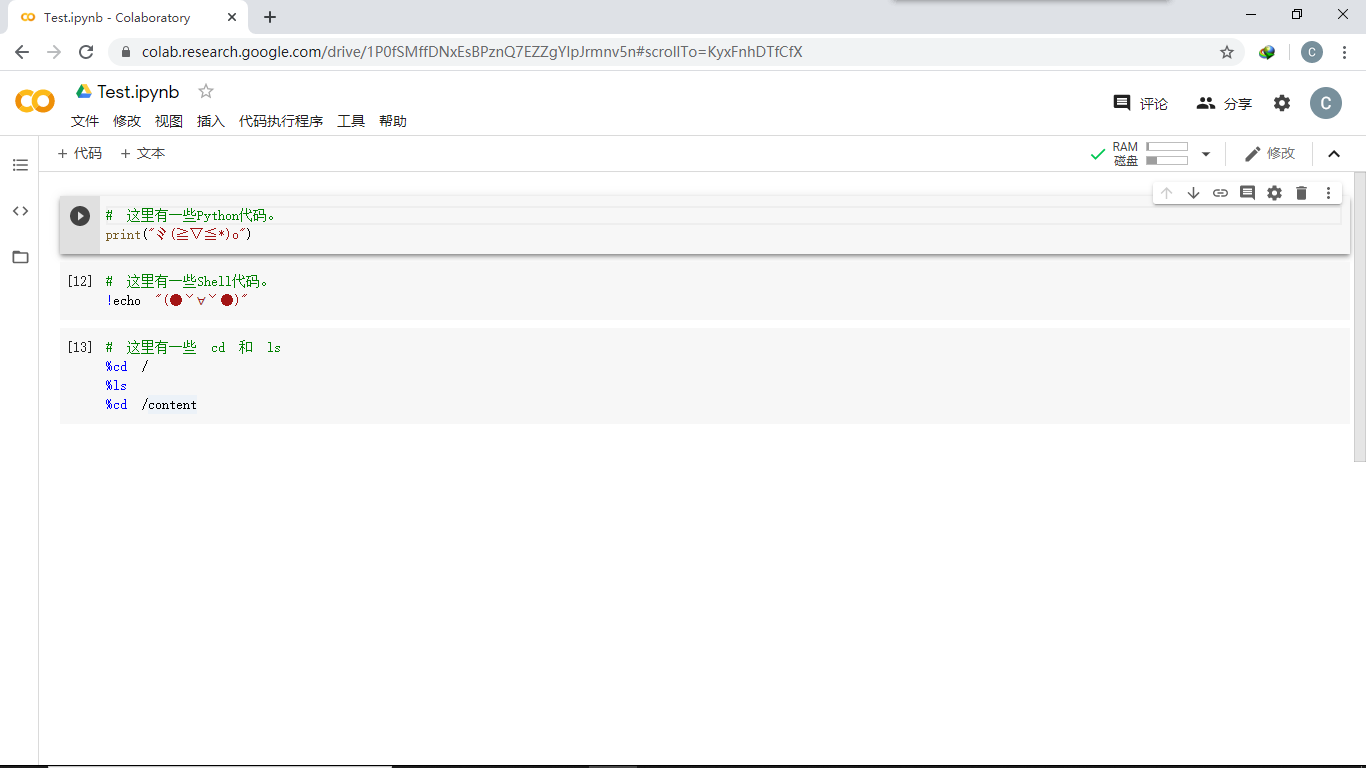 Test.ipynb - Colaboratory
colab.research.google.com/drive/1P0fSMffDNxEsBPznQ7EZZgYIpJrmnv5n#scrollTo=KyxFnhDTfCfX
C
Test.ipynb
评论
分享
C
文件 修改 视图 插入 代码执行程序 工具 帮助
+ 代码 + 文本
RAM
磁盘
修改
# 这里有一些Python代码。
print("ミ(≧▽≦*)o")
[12] # 这里有一些Shell代码。
!echo "(●ˇ∀ˇ●)"
[13] # 这里有一些 cd 和 ls
%cd /
%ls
%cd /content